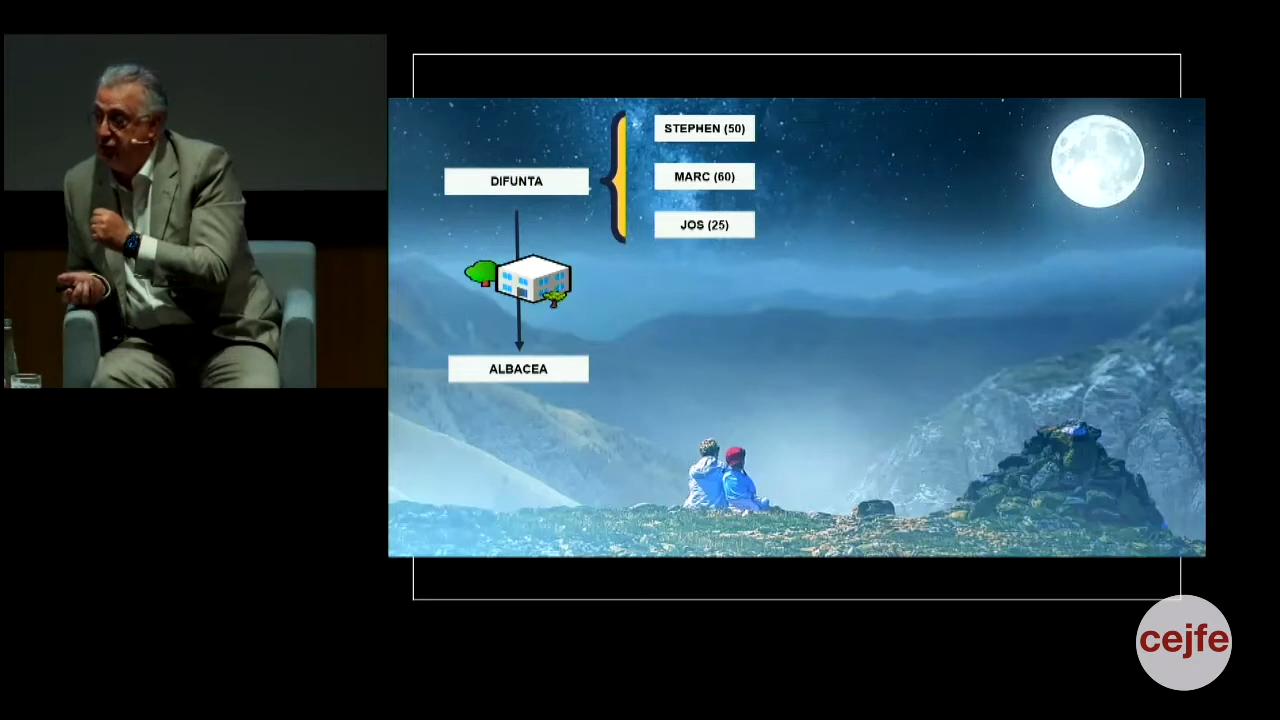 STEPHEN (50)
DIFUNTA
MARC (60)
JOS (25)
ALBACEA
cejfe